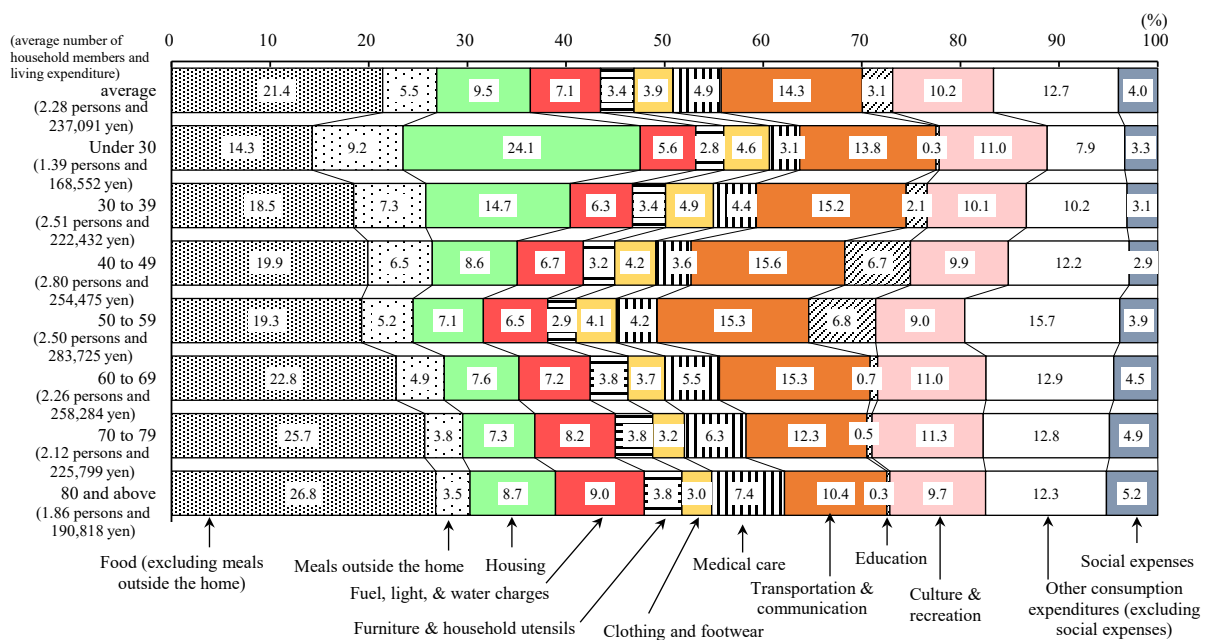 (%)
(average number of
household members and
living expenditure)
0 10 20 30 40 50 60 70 80 90 100
average
(2.28 persons and
237,091 yen)
21.4 5.5 9.5 7.1 3.4 3.9 4.9 14.3 3.1 10.2 12.7 4.0
Under 30
(1.39 persons and
168,552 yen)
14.3 9.2 24.1 5.6 2.8 4.6 3.1 13.8 0.3 11.0 7.9 3.3
30 to 39
(2.51 persons and
222,432 yen)
18.5 7.3 14.7 6.3 3.4 4.9 4.4 15.2 2.1 10.1 10.2 3.1
40 to 49
(2.80 persons and
254,475 yen)
19.9 6.5 8.6 6.7 3.2 4.2 3.6 15.6 6.7 9.9 12.2 2.9
50 to 59
(2.50 persons and
283,725 yen)
19.3 5.2 7.1 6.5 2.9 4.1 4.2 15.3 6.8 9.0 15.7 3.9
60 to 69
(2.26 persons and
258,284 yen)
22.8 4.9 7.6 7.2 3.8 3.7 5.5 15.3 0.7 11.0 12.9 4.5
70 to 79
(2.12 persons and
225,799 yen)
25.7 3.8 7.3 8.2 3.8 3.2 6.3 12.3 0.5 11.3 12.8 4.9
80 and above
(1.86 persons and
190,818 yen)
26.8 3.5 8.7 9.0 3.8 3.0 7.4 10.4 0.3 9.7 12.3 5.2
Food (excluding meals
outside the home)
Meals outside the home
Housing
Fuel, light, & water charges
Furniture & household utensils
Clothing and footwear
Medical care
Transportation &
communication
Education
Culture &
recreation
Other consumption
expenditures (excluding
social expenses)
Social expenses